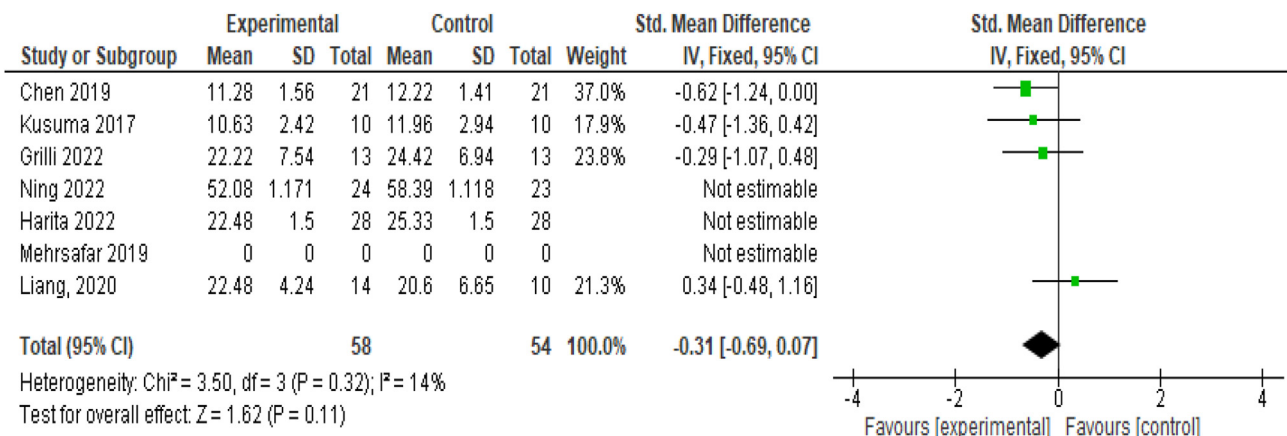 Experimental Control Std. Mean Difference Std. Mean Difference
Study or Subgroup Mean SD Total Mean SD Total Weight IV, Fixed, 95% CI IV, Fixed, 95% CI
Chen 2019 11.28 1.56 21 12.22 1.41 21 37.0% -0.62 [-1.24, 0.00]
Kusuma 2017 10.63 2.42 10 11.96 2.94 10 17.9% -0.47 [-1.36, 0.42]
Grilli 2022 22.22 7.54 13 24.42 6.94 13 23.8% -0.29 [-1.07, 0.48]
Ning 2022 52.08 1.171 24 58.39 1.118 23 Not estimable
Harita 2022 22.48 1.5 28 25.33 1.5 28 Not estimable
Mehrsafar 2019 0 0 0 0 0 0 Not estimable
Liang, 2020 22.48 4.24 14 20.6 6.65 10 21.3% 0.34 [-0.48, 1.16]
Total (95% CI) 58 54 100.0% -0.31 [-0.69, 0.07]
Heterogeneity: Chi² = 3.50, df = 3 (P = 0.32); I² = 14%
Test for overall effect: Z = 1.62 (P = 0.11)
-4 -2 0 2 4
Favours [experimental] Favours [control]